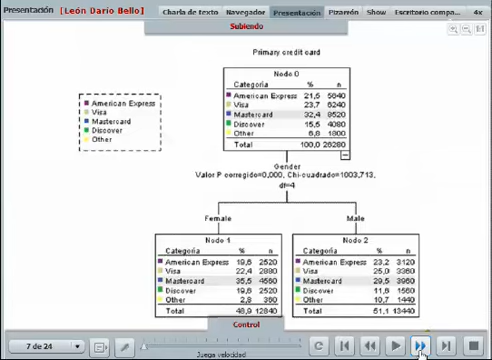 Presentación [León Dario Bello] Charla de texto Navegador Presentación Pizarrón Show Escritorio compa... 4x
Subiendo
Primary credit card
American Express
Visa
Mastercard
Discover
Other
Nodo 0
Categoría % n
American Express 21,5 5640
Visa 23,7 6240
Mastercard 32,4 8520
Discover 15,5 4080
Other 6,8 1800
Total 100,0 26280
Gender
Valor P corregido=0,000, Chi-cuadrado=1003,713,
df=4
Female Male
Nodo 1
Categoría % n
American Express 19,6 2520
Visa 22,4 2880
Mastercard 35,5 4560
Discover 19,6 2520
Other 2,8 360
Total 48,9 12840
Nodo 2
Categoría % n
American Express 23,2 3120
Visa 25,0 3360
Mastercard 29,5 3960
Discover 11,6 1560
Other 10,7 1440
Total 51,1 13440
Control
7 de 24
Juega velocidad